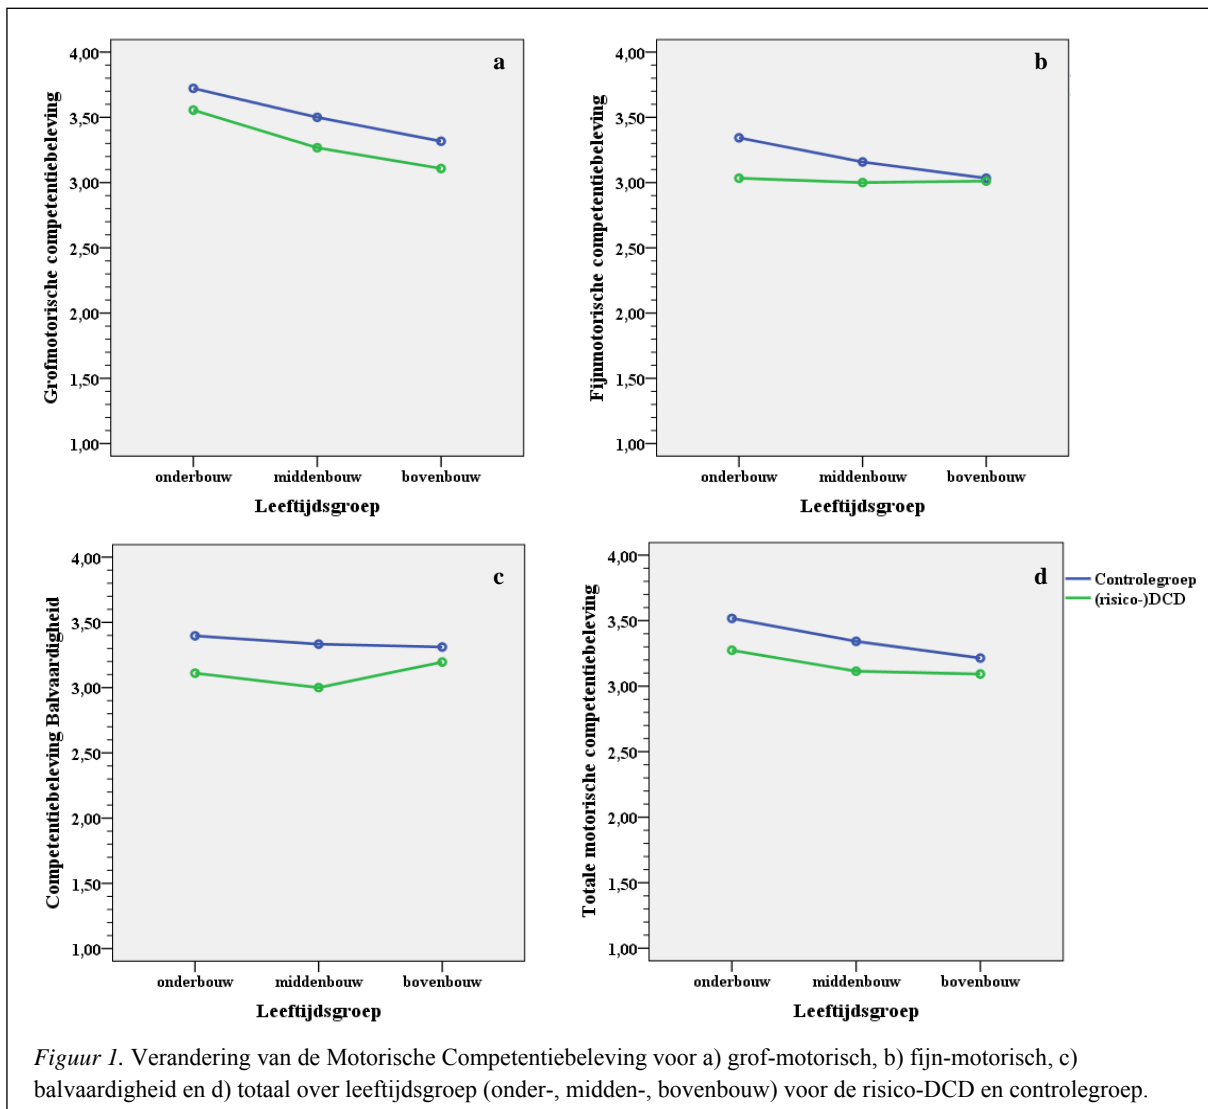 a
4,00
3,50
3,00
2,50
2,00
1,50
1,00
Grofmotorische competentiebeleving
onderbouw middenbouw bovenbouw
Leeftijdsgroep
b
4,00
3,50
3,00
2,50
2,00
1,50
1,00
Fijnmotorische competentiebeleving
onderbouw middenbouw bovenbouw
Leeftijdsgroep
c
4,00
3,50
3,00
2,50
2,00
1,50
1,00
Competentiebeleving Balvaardigheid
onderbouw middenbouw bovenbouw
Leeftijdsgroep
d
4,00
3,50
3,00
2,50
2,00
1,50
1,00
Totale motorische competentiebeleving
onderbouw middenbouw bovenbouw
Leeftijdsgroep
Controlegroep
(risico-)DCD
Figuur 1. Verandering van de Motorische Competentiebeleving voor a) grof-motorisch, b) fijn-motorisch, c)
balvaardigheid en d) totaal over leeftijdsgroep (onder-, midden-, bovenbouw) voor de risico-DCD en controlegroep.